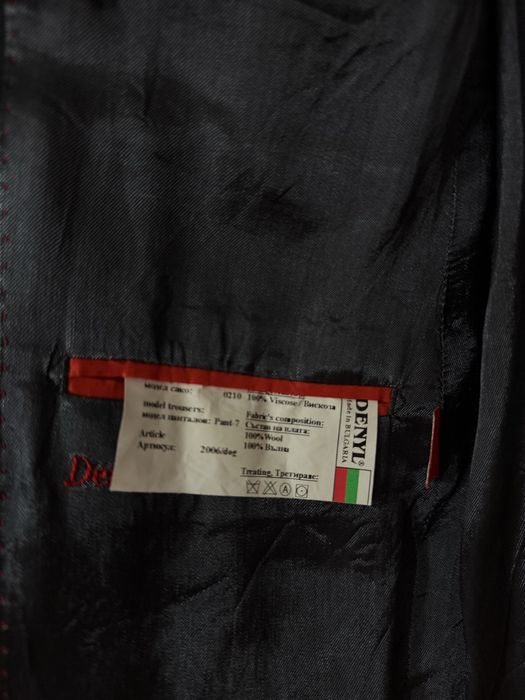 модел сако: 0210 100% Viscose/ Вискоза
model trousers:
модел панталон: Pant-7
Fabric's composition:
Състав на плата:
Article 100%Wool
Артикул: 2006/dog 100% Вълна
Treating, Третиране:
DENYL®
Made in BULGARIA
De